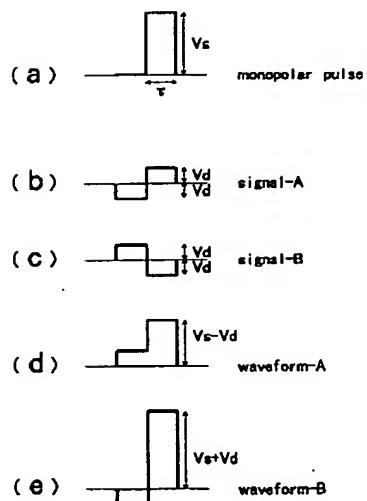 (a) Vs τ monopolar pulse
(b) Vd Vd signal-A
(c) Vd Vd signal-B
(d) Vs-Vd waveform-A
(e) Vs+Vd waveform-B